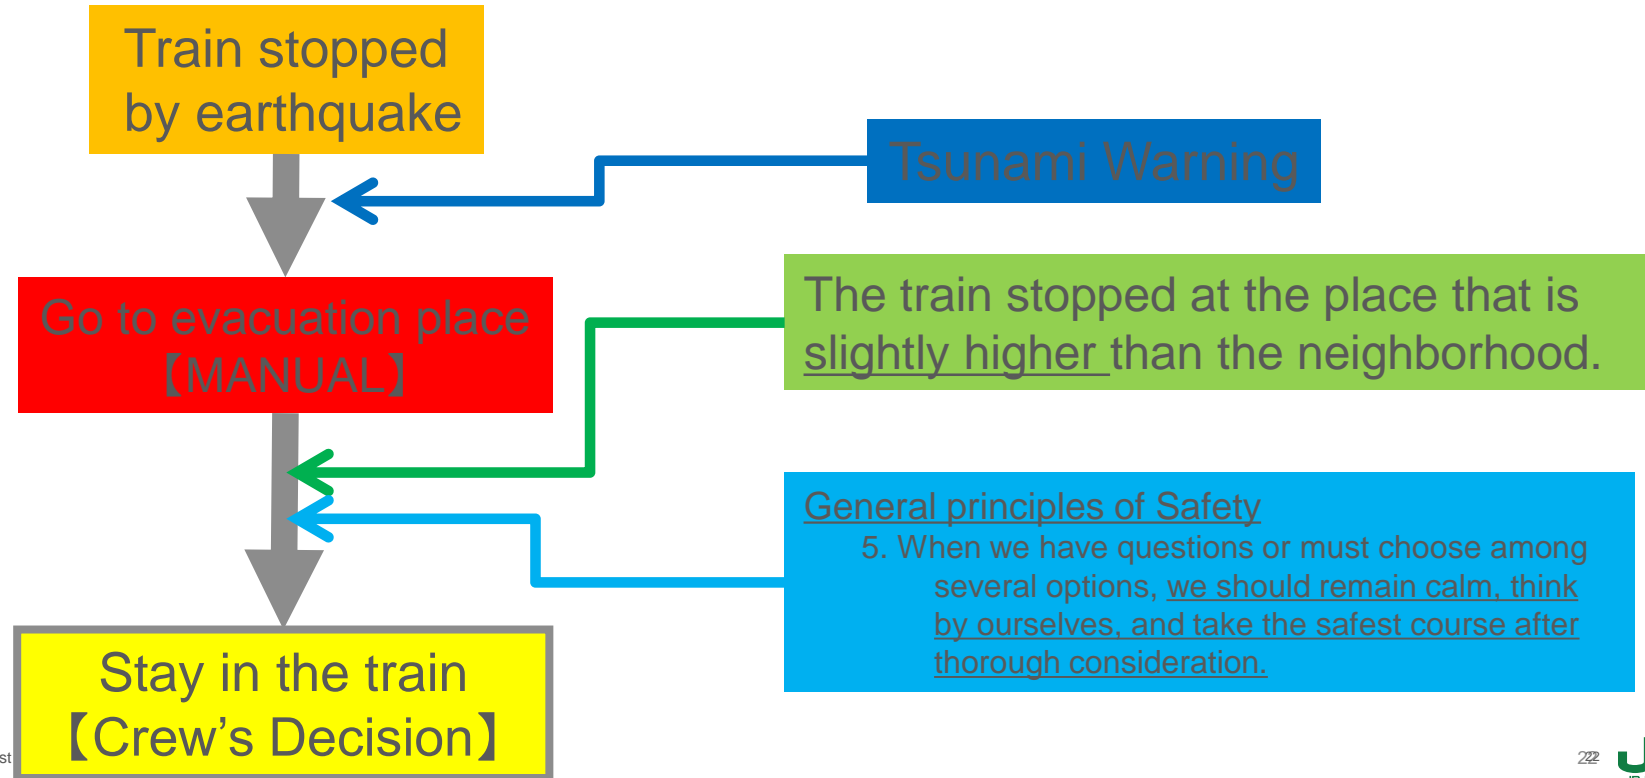 Train stopped
by earthquake
Tsunami Warning
Go to evacuation place
【MANUAL】
The train stopped at the place that is
slightly higher than the neighborhood.
General principles of Safety
5. When we have questions or must choose among
several options, we should remain calm, think
by ourselves, and take the safest course after
thorough consideration.
Stay in the train
【Crew's Decision】
st
22